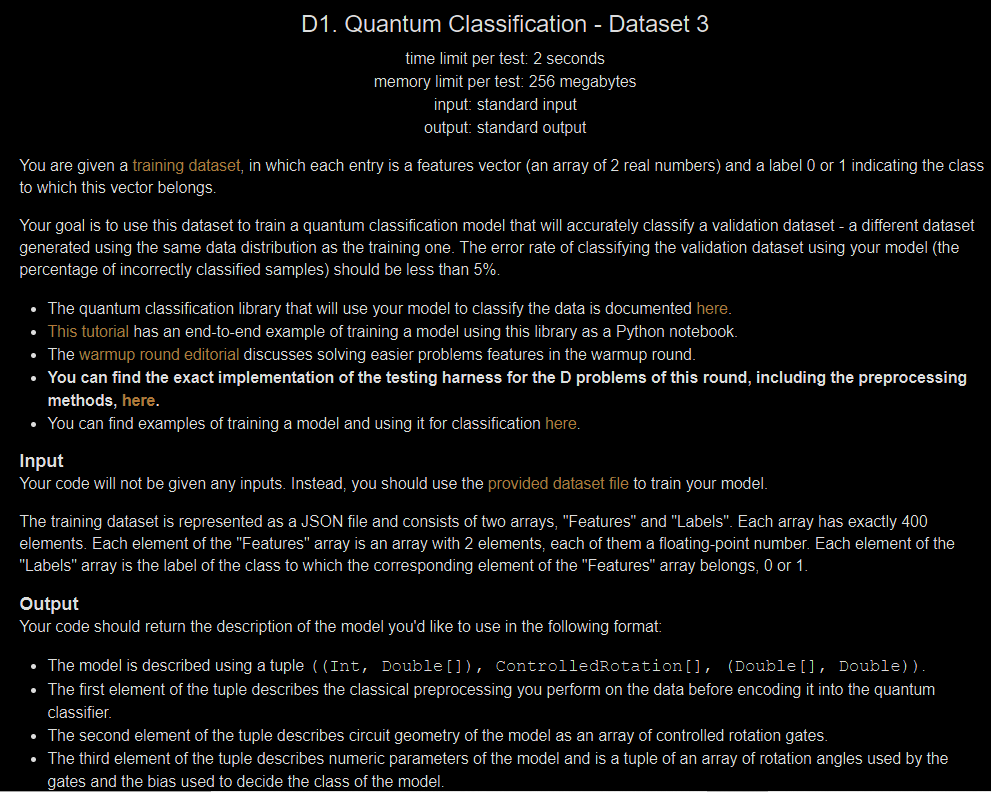 D1. Quantum Classification - Dataset 3
time limit per test: 2 seconds
memory limit per test: 256 megabytes
input: standard input
output: standard output
You are given a training dataset, in which each entry is a features vector (an array of 2 real numbers) and a label 0 or 1 indicating the class
to which this vector belongs.
Your goal is to use this dataset to train a quantum classification model that will accurately classify a validation dataset - a different dataset
generated using the same data distribution as the training one. The error rate of classifying the validation dataset using your model (the
percentage of incorrectly classified samples) should be less than 5%.
• The quantum classification library that will use your model to classify the data is documented here.
• This tutorial has an end-to-end example of training a model using this library as a Python notebook.
• The warmup round editorial discusses solving easier problems features in the warmup round.
• You can find the exact implementation of the testing harness for the D problems of this round, including the preprocessing
methods, here.
• You can find examples of training a model and using it for classification here.
Input
Your code will not be given any inputs. Instead, you should use the provided dataset file to train your model.
The training dataset is represented as a JSON file and consists of two arrays, "Features" and "Labels". Each array has exactly 400
elements. Each element of the "Features" array is an array with 2 elements, each of them a floating-point number. Each element of the
"Labels" array is the label of the class to which the corresponding element of the "Features" array belongs, 0 or 1.
Output
Your code should return the description of the model you'd like to use in the following format:
• The model is described using a tuple ((Int, Double[]), ControlledRotation[], (Double[], Double)).
• The first element of the tuple describes the classical preprocessing you perform on the data before encoding it into the quantum
classifier.
• The second element of the tuple describes circuit geometry of the model as an array of controlled rotation gates.
• The third element of the tuple describes numeric parameters of the model and is a tuple of an array of rotation angles used by the
gates and the bias used to decide the class of the model.